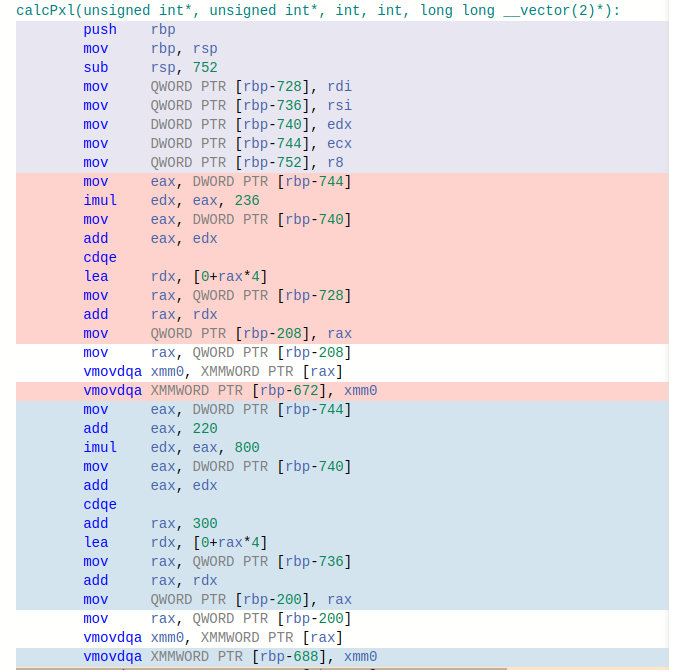 calcPxl(unsigned int*, unsigned int*, int, int, long long __vector(2)*):
push rbp
mov rbp, rsp
sub rsp, 752
mov QWORD PTR [rbp-728], rdi
mov QWORD PTR [rbp-736], rsi
mov DWORD PTR [rbp-740], edx
mov DWORD PTR [rbp-744], ecx
mov QWORD PTR [rbp-752], r8
mov eax, DWORD PTR [rbp-744]
imul edx, eax, 236
mov eax, DWORD PTR [rbp-740]
add eax, edx
cdqe
lea rdx, [0+rax*4]
mov rax, QWORD PTR [rbp-728]
add rax, rdx
mov QWORD PTR [rbp-208], rax
mov rax, QWORD PTR [rbp-208]
vmovdqa xmm0, XMMWORD PTR [rax]
vmovdqa XMMWORD PTR [rbp-672], xmm0
mov eax, DWORD PTR [rbp-744]
add eax, 220
imul edx, eax, 800
mov eax, DWORD PTR [rbp-740]
add eax, edx
cdqe
add rax, 300
lea rdx, [0+rax*4]
mov rax, QWORD PTR [rbp-736]
add rax, rdx
mov QWORD PTR [rbp-200], rax
mov rax, QWORD PTR [rbp-200]
vmovdqa xmm0, XMMWORD PTR [rax]
vmovdqa XMMWORD PTR [rbp-688], xmm0